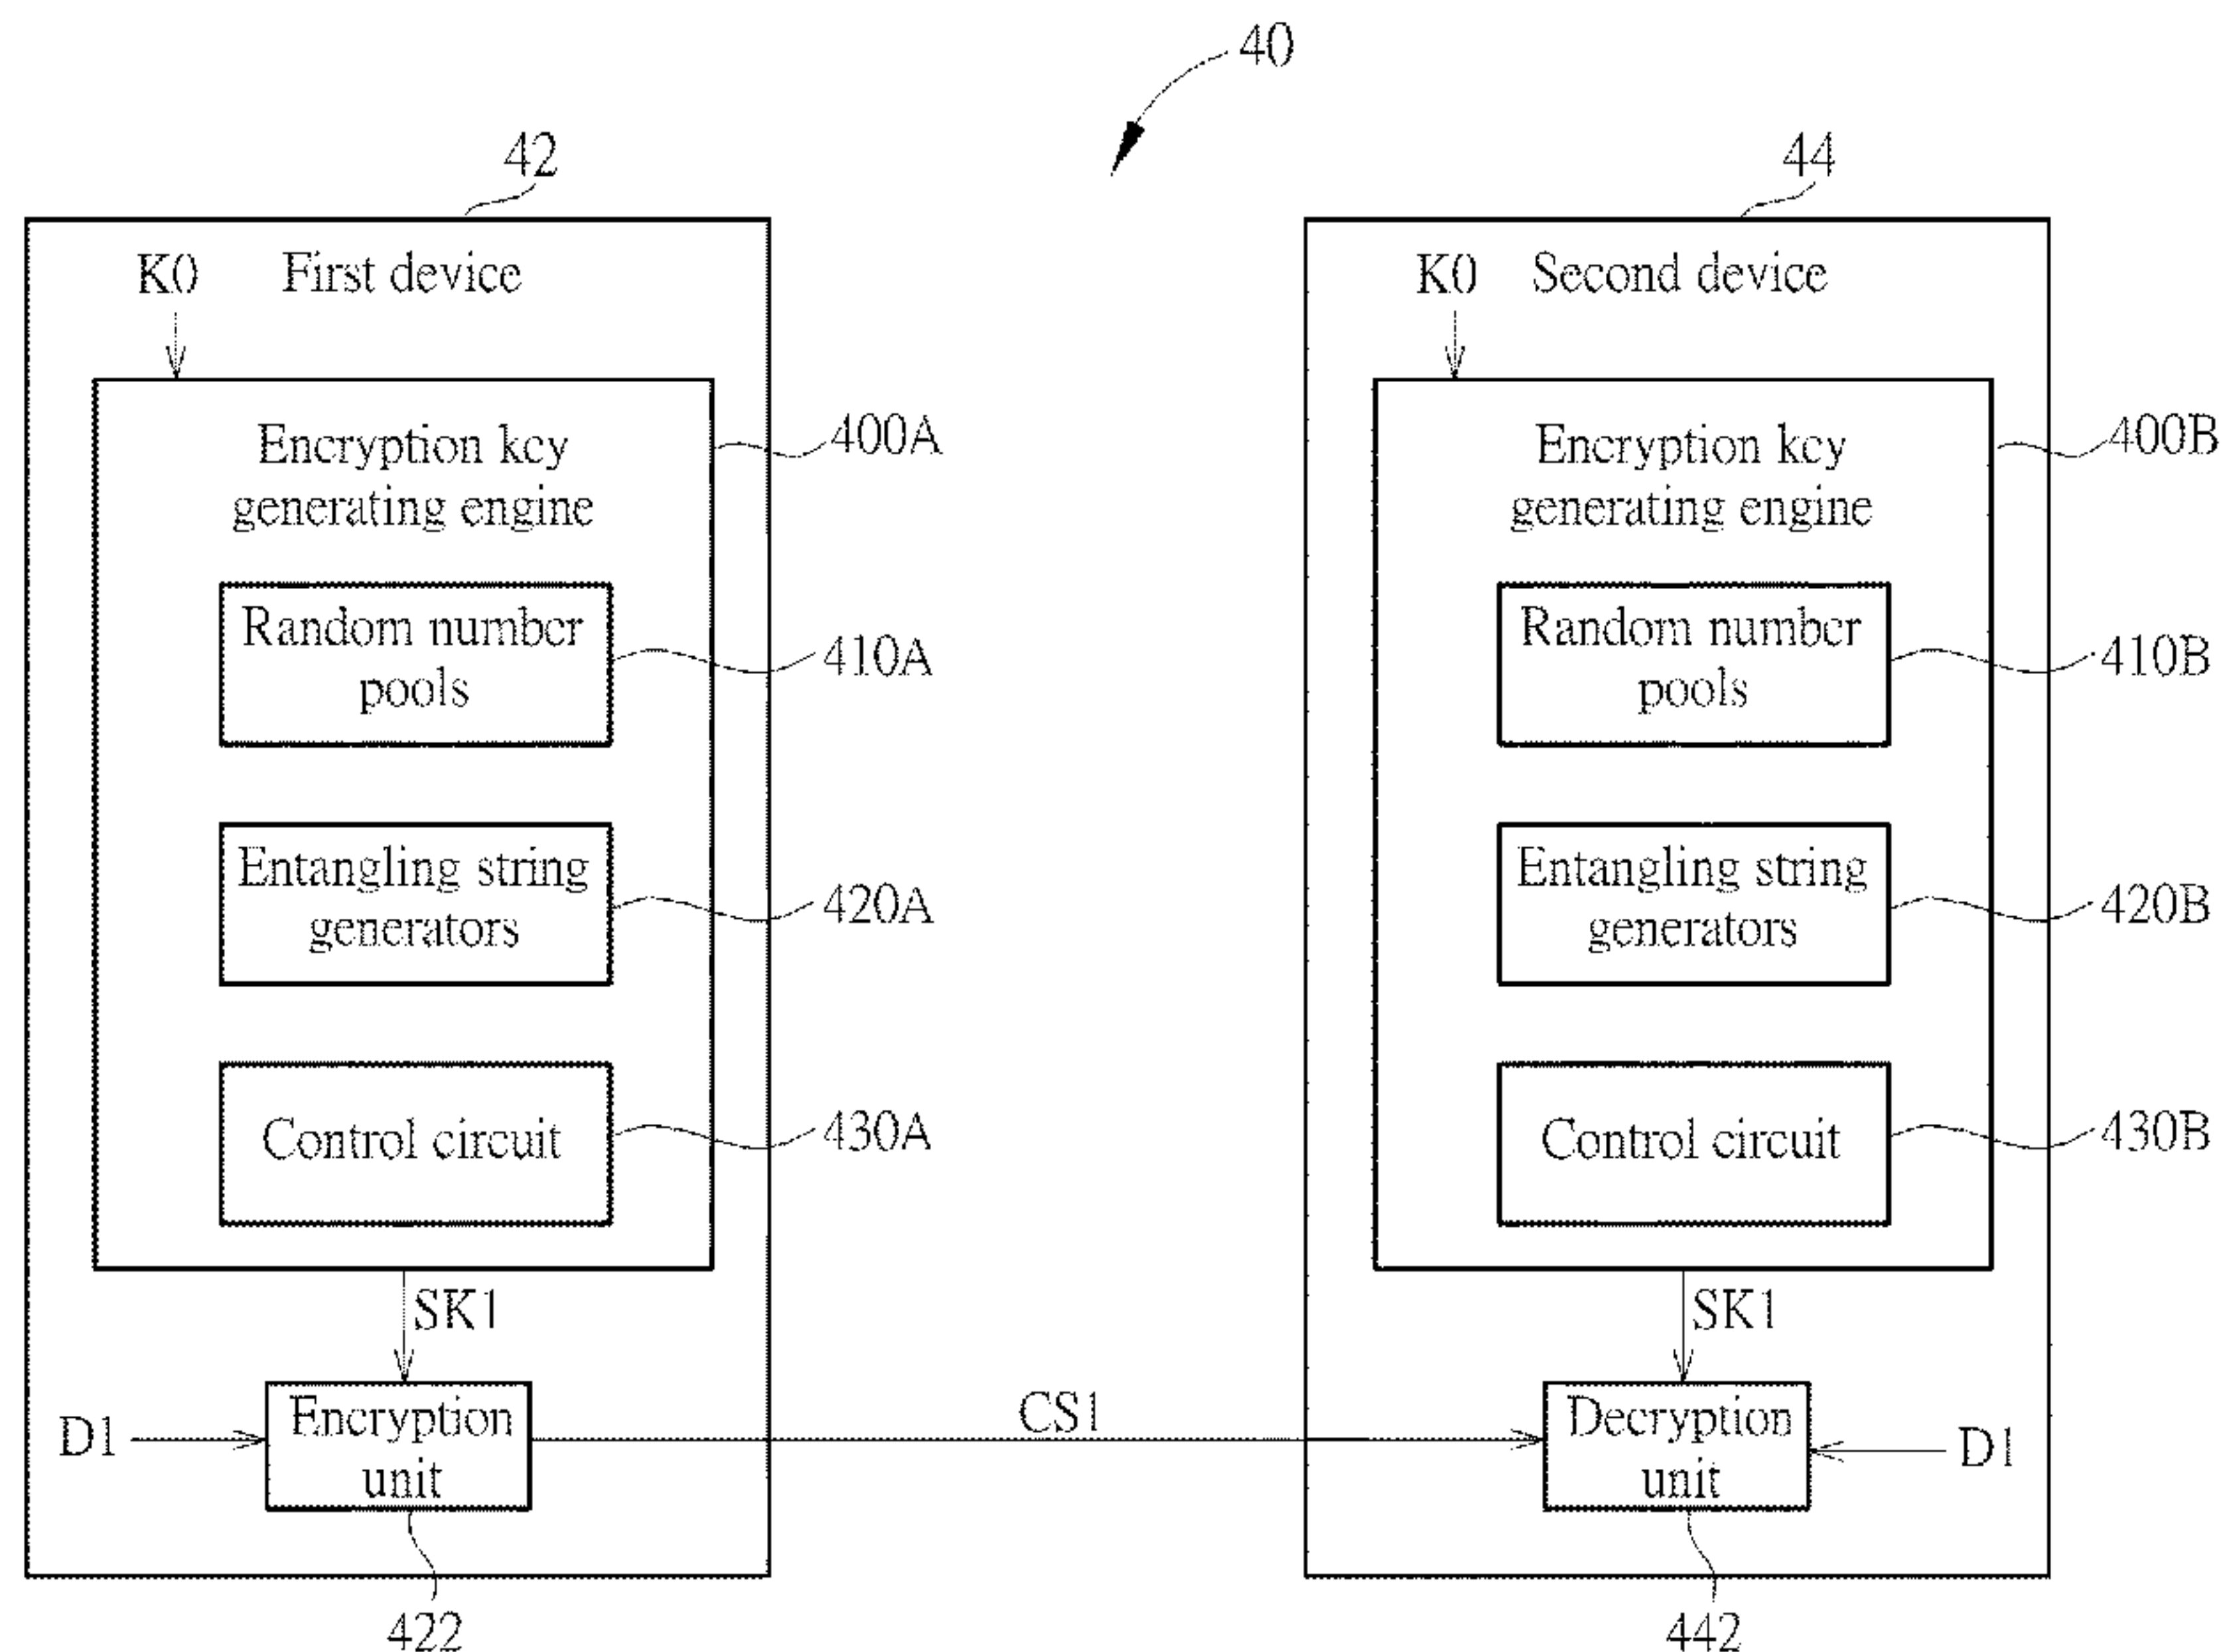 40
42
K0 First device
Encryption key
generating engine
400A
Random number
pools
410A
Entangling string
generators
420A
Control circuit
430A
SK1
D1
Encryption
unit
422
CS1
44
K0 Second device
Encryption key
generating engine
400B
Random number
pools
410B
Entangling string
generators
420B
Control circuit
430B
SK1
Decryption
unit
D1
442